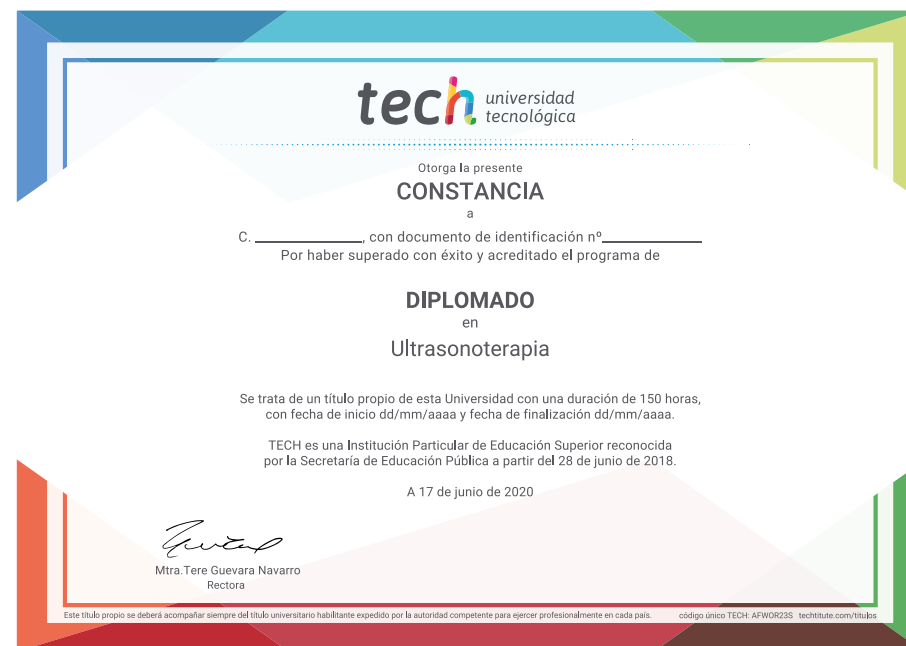 tech universidad
tecnológica
Otorga la presente
CONSTANCIA
a
C. ______________, con documento de identificación nº_____________
Por haber superado con éxito y acreditado el programa de
DIPLOMADO
en
Ultrasonoterapia
Se trata de un título propio de esta Universidad con una duración de 150 horas,
con fecha de inicio dd/mm/aaaa y fecha de finalización dd/mm/aaaa.
TECH es una Institución Particular de Educación Superior reconocida
por la Secretaría de Educación Pública a partir del 28 de junio de 2018.
A 17 de junio de 2020
Mtra.Tere Guevara Navarro
Rectora
Este título propio se deberá acompañar siempre del título universitario habilitante expedido por la autoridad competente para ejercer profesionalmente en cada país. código único TECH: AFWOR23S techtitute.com/titulos